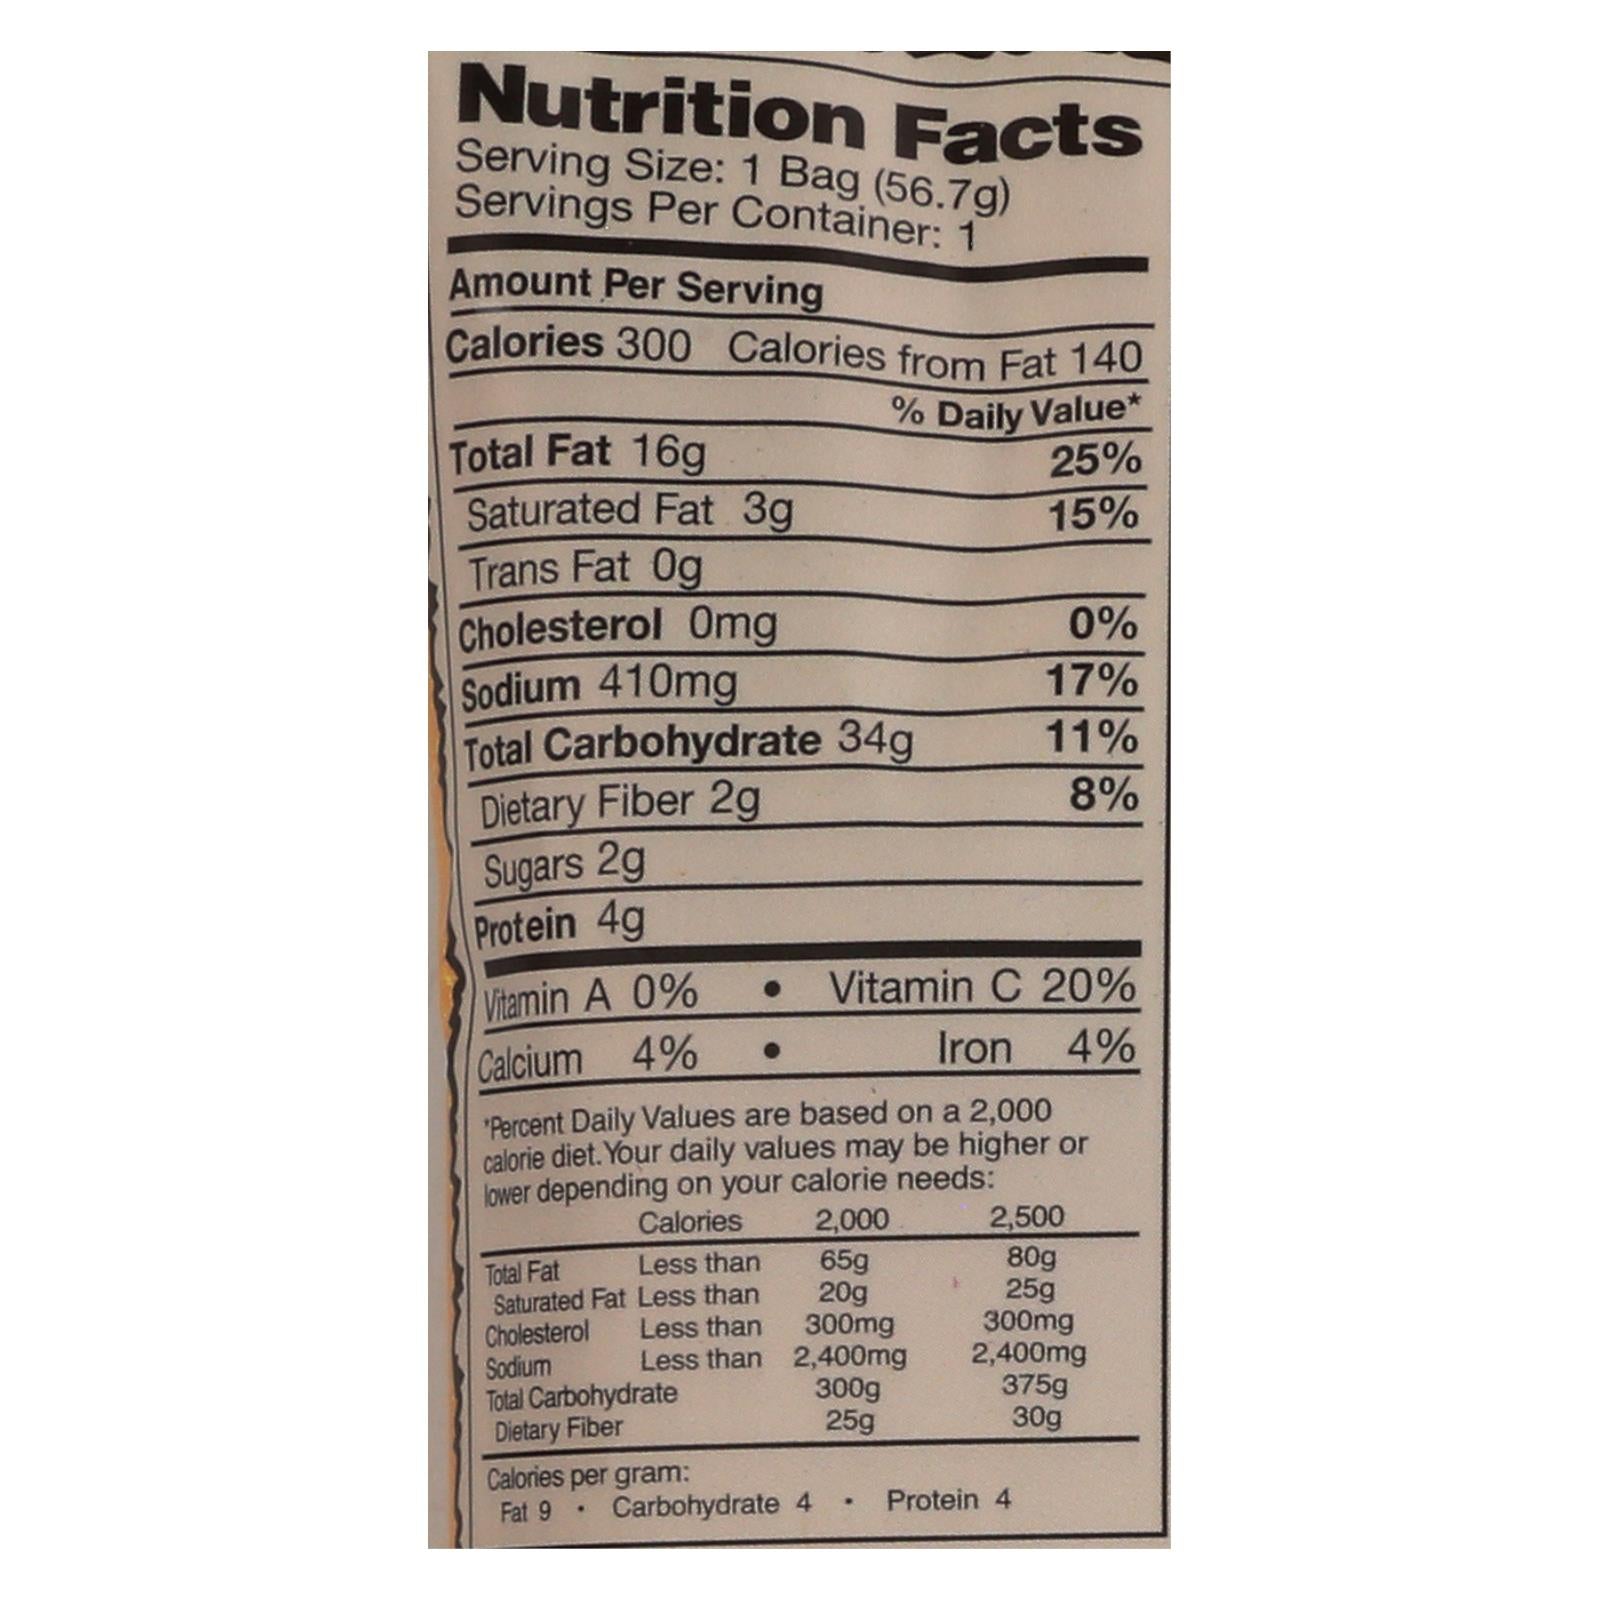 Nutrition Facts
Serving Size: 1 Bag (56.7g)
Servings Per Container: 1
Amount Per Serving
Calories 300 Calories from Fat 140
% Daily Value*
Total Fat 16g 25%
Saturated Fat 3g 15%
Trans Fat 0g
Cholesterol 0mg 0%
Sodium 410mg 17%
Total Carbohydrate 34g 11%
Dietary Fiber 2g 8%
Sugars 2g
Protein 4g
Vitamin A 0% • Vitamin C 20%
Calcium 4% • Iron 4%
*Percent Daily Values are based on a 2,000
calorie diet.Your daily values may be higher or
lower depending on your calorie needs:
Calories 2,000 2,500
Total Fat Less than 65g 80g
Saturated Fat Less than 20g 25g
Cholesterol Less than 300mg 300mg
Sodium Less than 2,400mg 2,400mg
Total Carbohydrate 300g 375g
Dietary Fiber 25g 30g
Calories per gram:
Fat 9 • Carbohydrate 4 • Protein 4